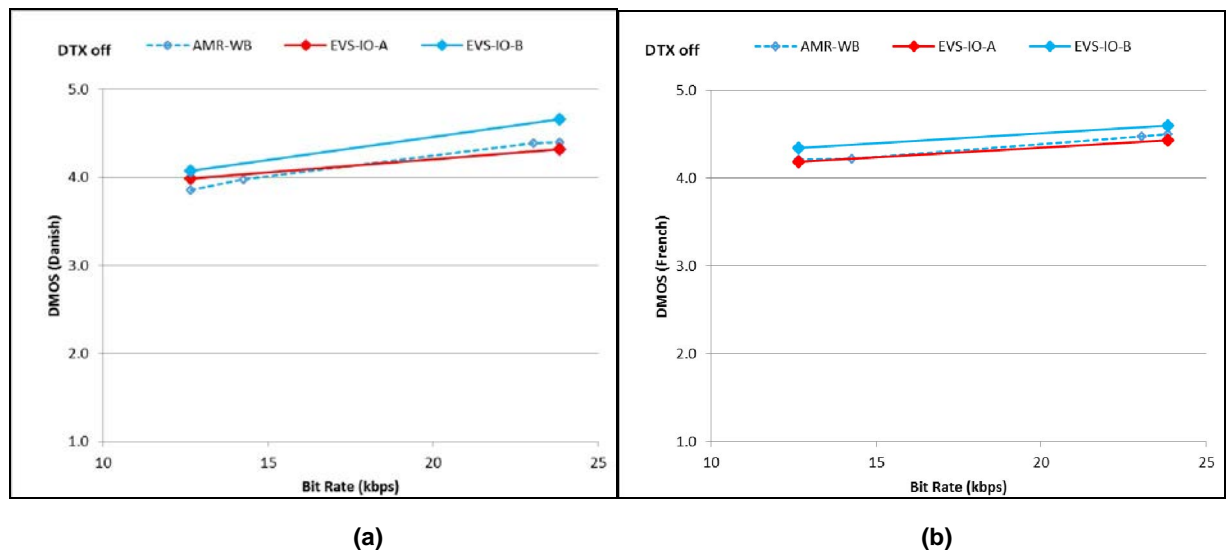 DTX off AMR-WB EVS-IO-A EVS-IO-B
5.0
4.0
3.0
2.0
1.0
DMOS (Danish)
10 15 20 25
Bit Rate (kbps)
(a)
DTX off AMR-WB EVS-IO-A EVS-IO-B
5.0
4.0
3.0
2.0
1.0
DMOS (French)
10 15 20 25
Bit Rate (kbps)
(b)